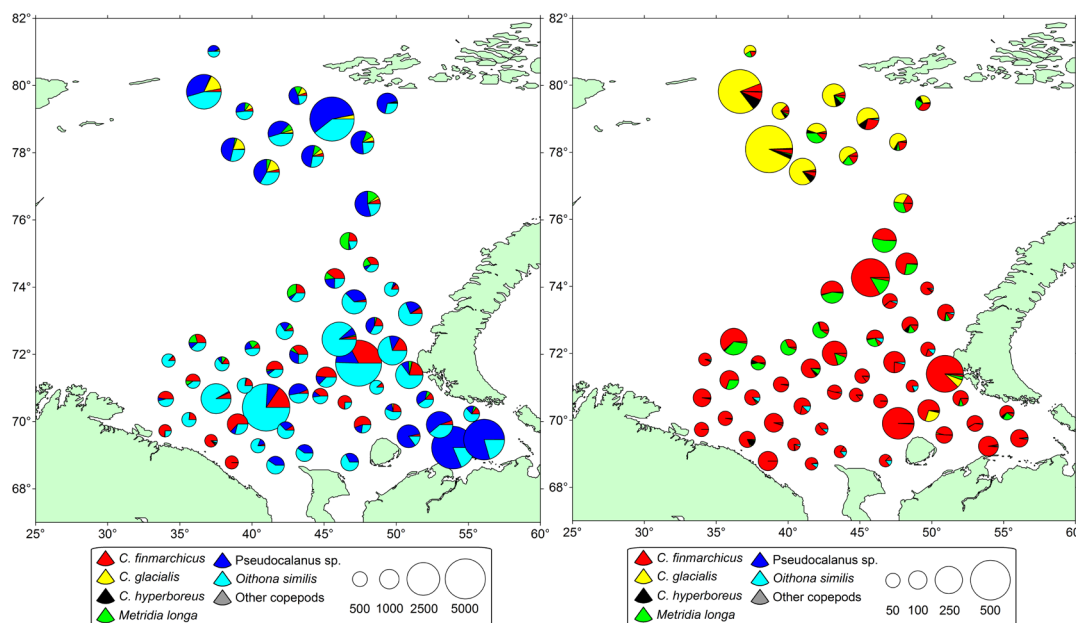 82°
80°
78°
76°
74°
72°
70°
68°
25° 30° 35° 40° 45° 50° 55° 60°
C. finmarchicus
C. glacialis
C. hyperboreus
Metridia longa
Pseudocalanus sp.
Oithona similis
Other copepods
500 1000 2500 5000
82°
80°
78°
76°
74°
72°
70°
68°
25° 30° 35° 40° 45° 50° 55° 60°
C. finmarchicus
C. glacialis
C. hyperboreus
Metridia longa
Pseudocalanus sp.
Oithona similis
Other copepods
50 100 250 500